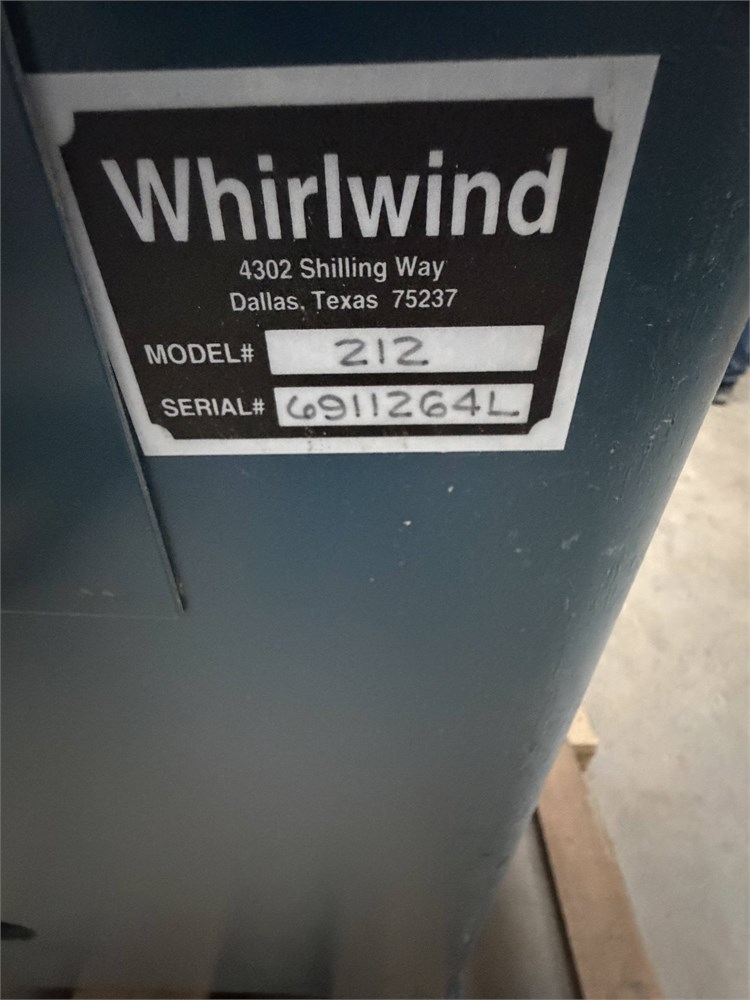 Whirlwind
4302 Shilling Way
Dallas, Texas 75237
MODEL# 212
SERIAL# 6911264L